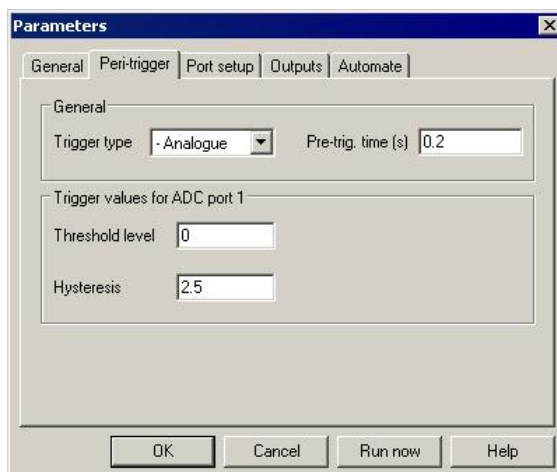 Parameters
General Peri-trigger Port setup Outputs Automate
General
Trigger type - Analogue Pre-trig. time (s) 0.2
Trigger values for ADC port 1
Threshold level 0
Hysteresis 2.5
OK Cancel Run now Help